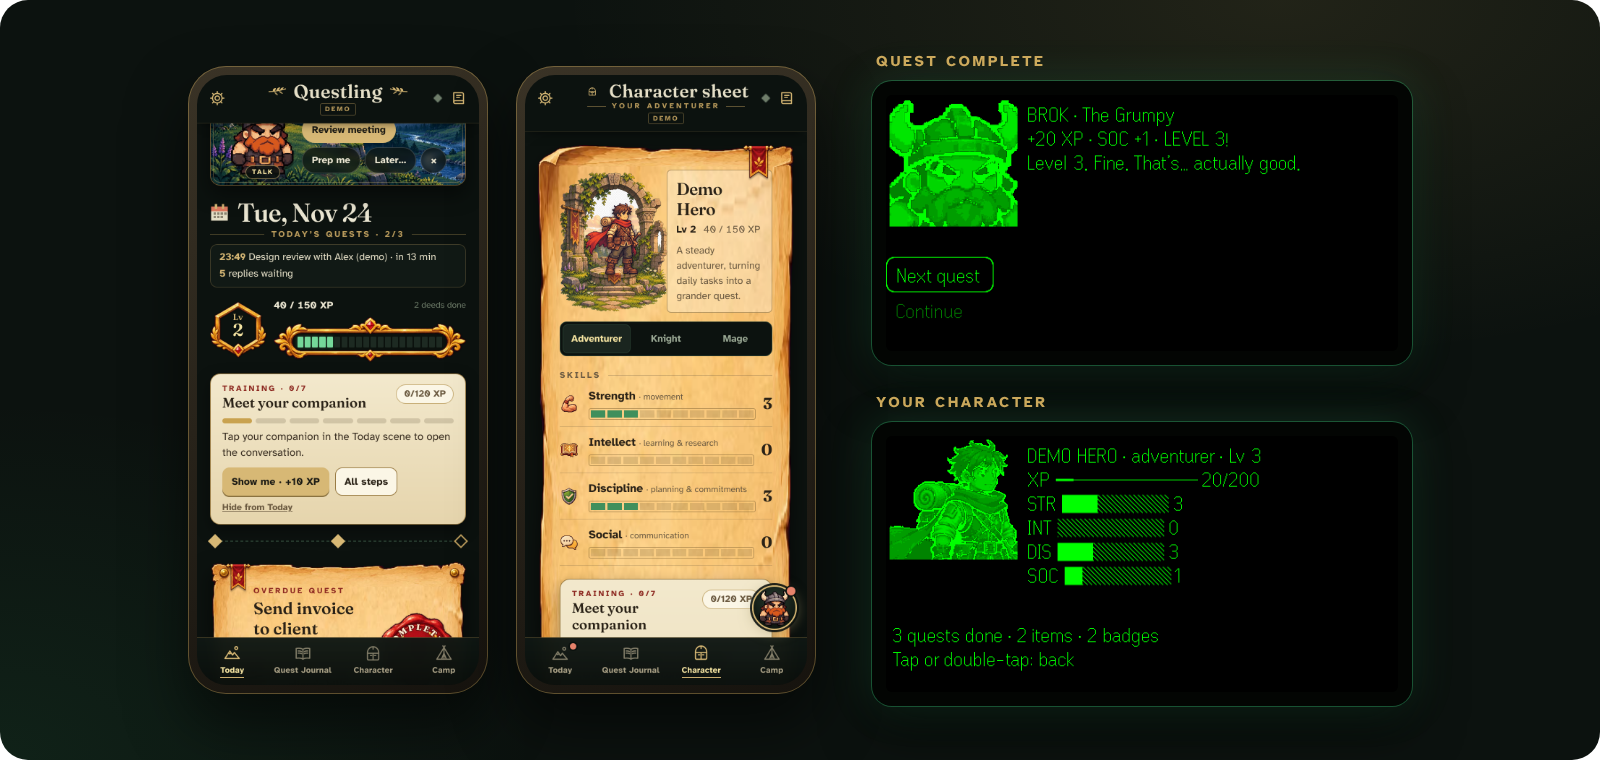 Questling
DEMO
Review meeting
Prep me
Later...
×
TALK
Tue, Nov 24
TODAY'S QUESTS · 2/3
23:49 Design review with Alex (demo) · in 13 min
5 replies waiting
40 / 150 XP
2 deeds done
Lv
2
TRAINING · 0/7
0/120 XP
Meet your companion
Tap your companion in the Today scene to open
the conversation.
Show me · +10 XP
All steps
Hide from Today
OVERDUE QUEST
Send invoice
to client
Today
Quest Journal
Character
Camp
Character sheet
YOUR ADVENTURER
DEMO
Demo
Hero
Lv 2 40 / 150 XP
A steady
adventurer, turning
daily tasks into a
grander quest.
Adventurer
Knight
Mage
SKILLS
Strength · movement
3
Intellect · learning & research
0
Discipline · planning & commitments
3
Social · communication
0
TRAINING · 0/7
0/120 XP
Meet your
companion
Today
Quest Journal
Character
Camp
QUEST COMPLETE
BROK · The Grumpy
+20 XP · SOC +1 · LEVEL 3!
Level 3. Fine. That's... actually good.
Next quest
Continue
YOUR CHARACTER
DEMO HERO · adventurer · Lv 3
XP 20/200
STR 3
INT 0
DIS 3
SOC 1
3 quests done · 2 items · 2 badges
Tap or double-tap: back